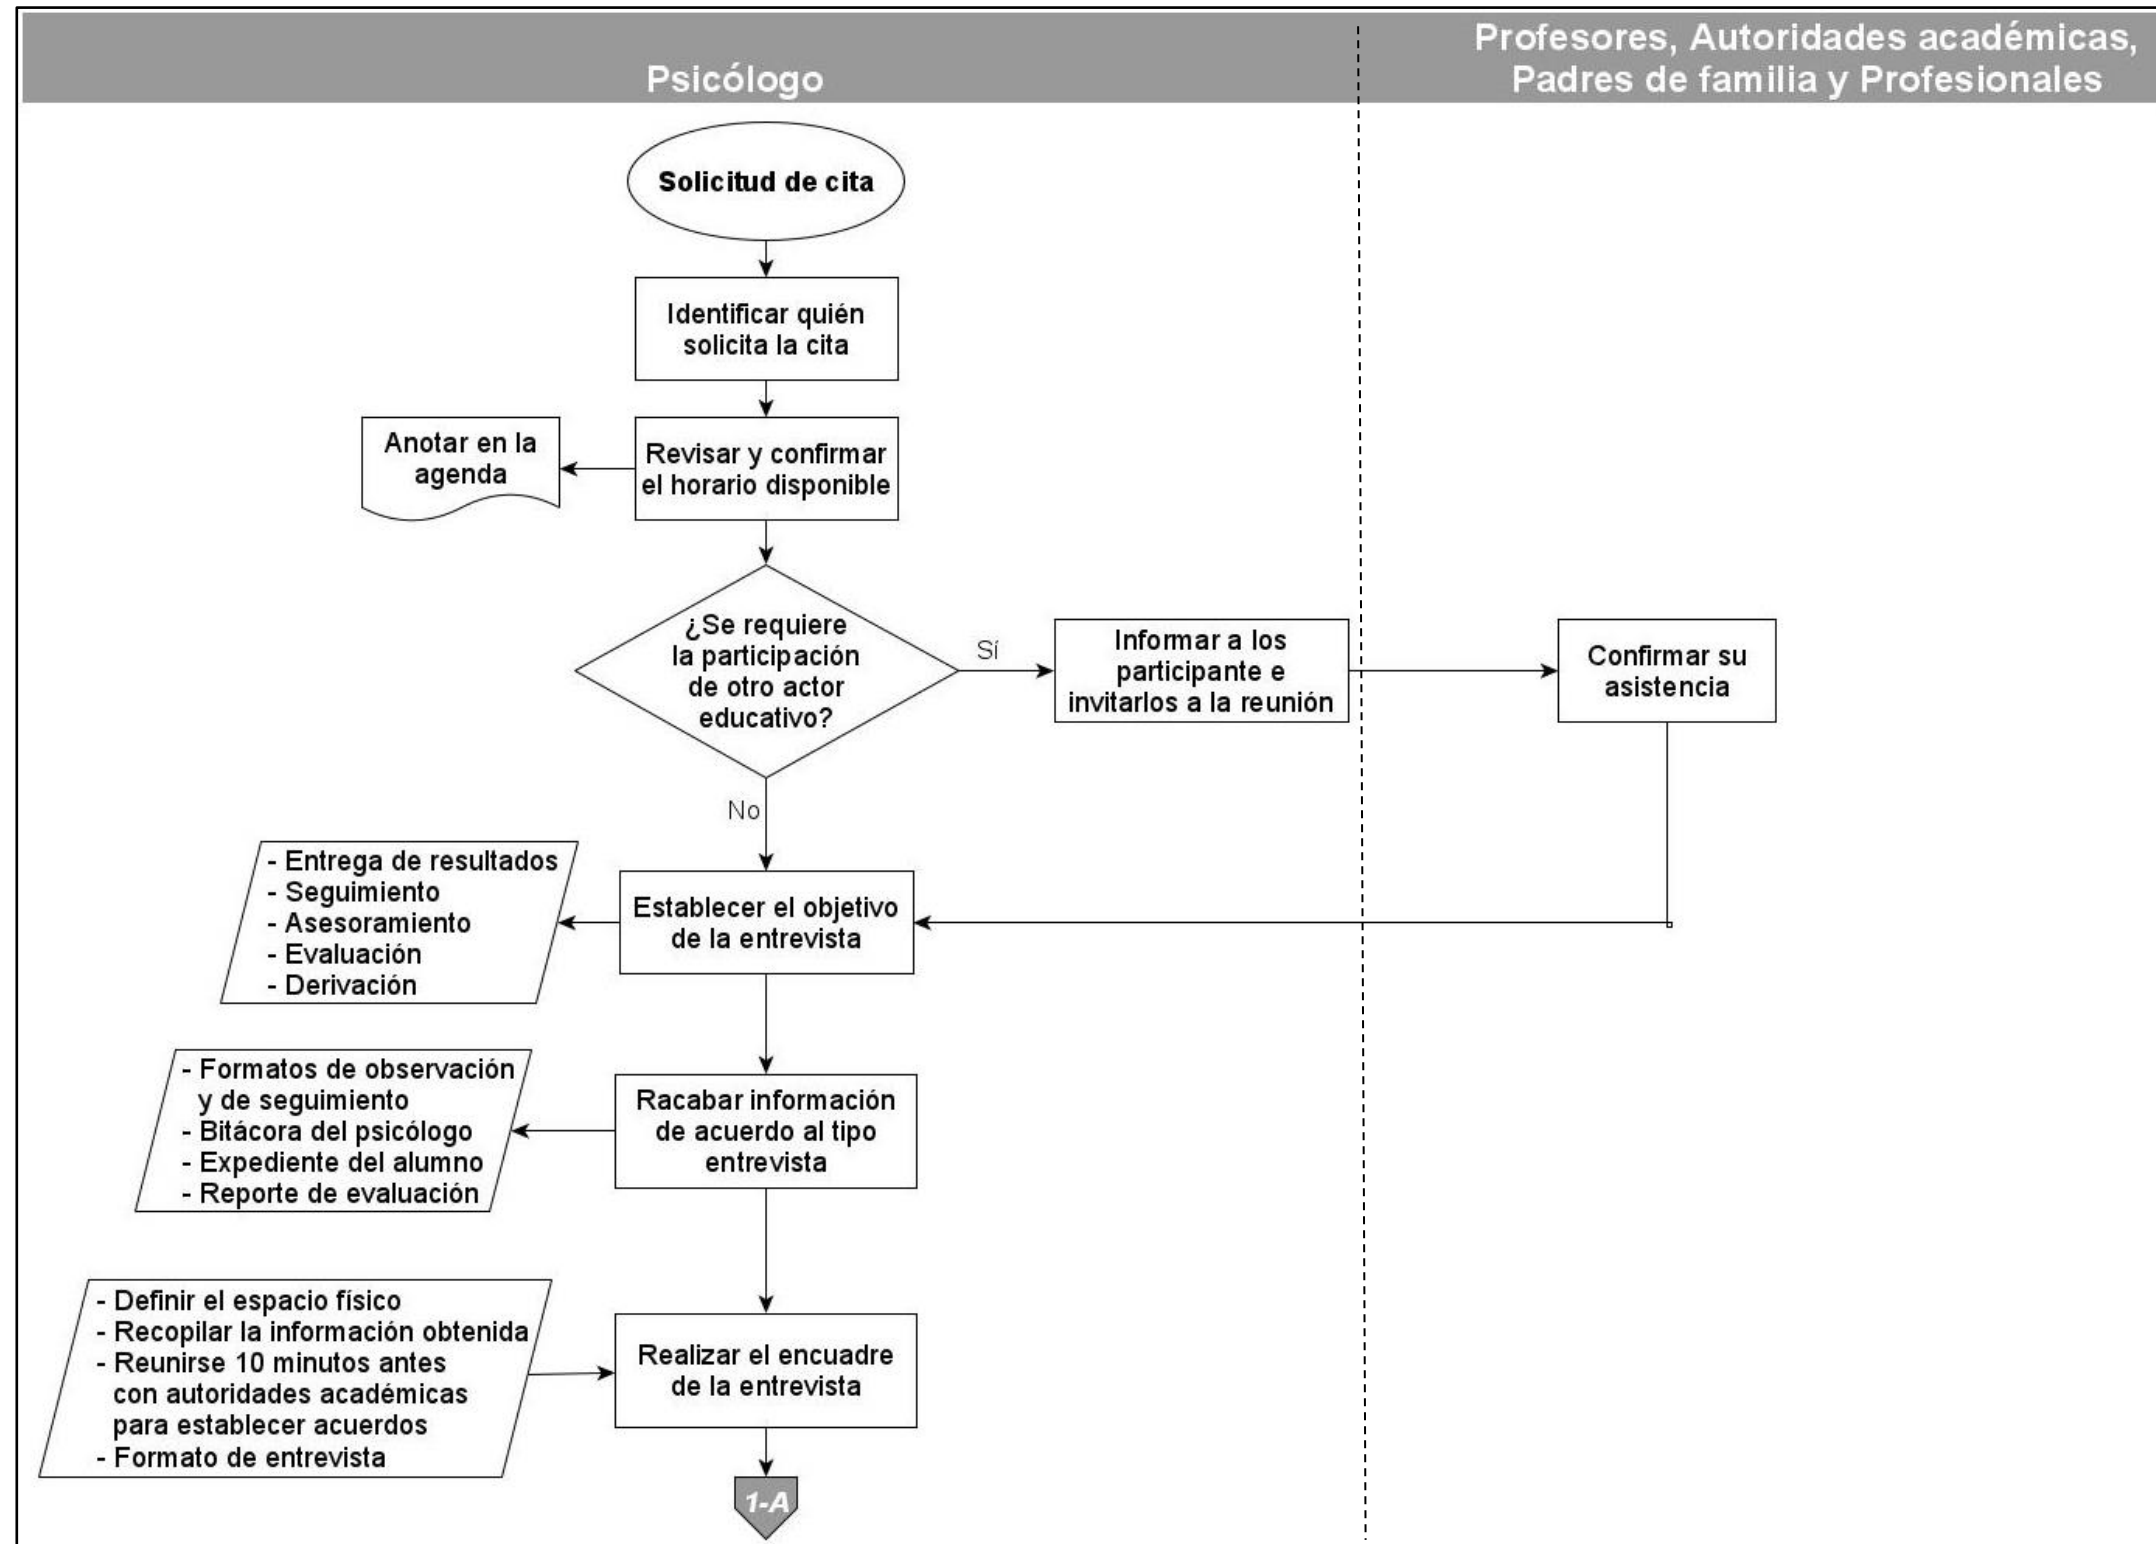 Psicólogo
Profesores, Autoridades académicas,
Padres de familia y Profesionales
Solicitud de cita
Identificar quién
solicita la cita
Anotar en la
agenda
Revisar y confirmar
el horario disponible
¿Se requiere
la participación
de otro actor
educativo?
Sí
Informar a los
participante e
invitarlos a la reunión
Confirmar su
asistencia
No
- Entrega de resultados
- Seguimiento
- Asesoramiento
- Evaluación
- Derivación
Establecer el objetivo
de la entrevista
- Formatos de observación
y de seguimiento
- Bitácora del psicólogo
- Expediente del alumno
- Reporte de evaluación
Racabar información
de acuerdo al tipo
entrevista
- Definir el espacio físico
- Recopilar la información obtenida
- Reunirse 10 minutos antes
con autoridades académicas
para establecer acuerdos
- Formato de entrevista
Realizar el encuadre
de la entrevista
1-A